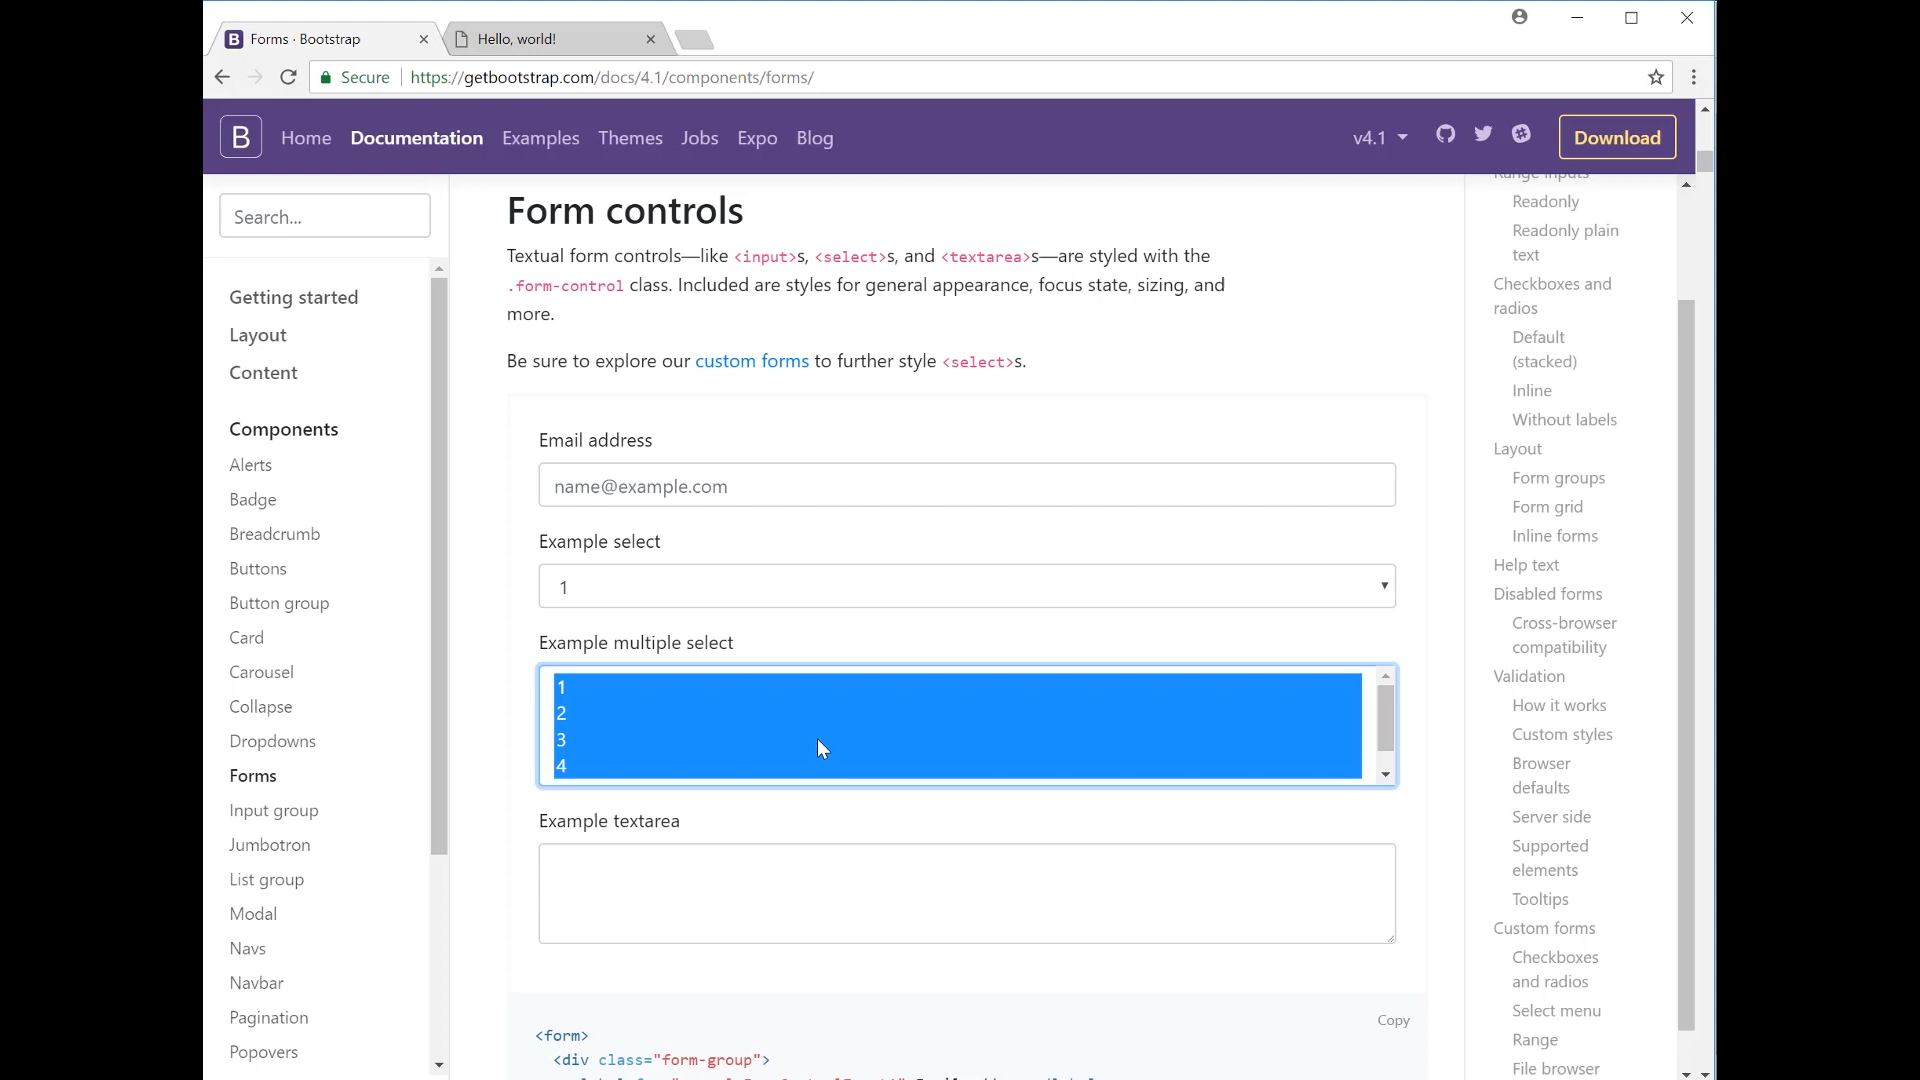 Forms · Bootstrap
Hello, world!
Secure
https://getbootstrap.com/docs/4.1/components/forms/
B
Home Documentation Examples Themes Jobs Expo Blog
v4.1
Download
Search...
Getting started
Layout
Content
Components
Alerts
Badge
Breadcrumb
Buttons
Button group
Card
Carousel
Collapse
Dropdowns
Forms
Input group
Jumbotron
List group
Modal
Navs
Navbar
Pagination
Popovers
Form controls
Textual form controls—like <input>s, <select>s, and <textarea>s—are styled with the
.form-control class. Included are styles for general appearance, focus state, sizing, and
more.
Be sure to explore our custom forms to further style <select>s.
Email address
name@example.com
Example select
1
Example multiple select
1
2
3
4
Example textarea
Copy
<form>
<div class="form-group">
Range Inputs
Readonly
Readonly plain
text
Checkboxes and
radios
Default
(stacked)
Inline
Without labels
Layout
Form groups
Form grid
Inline forms
Help text
Disabled forms
Cross-browser
compatibility
Validation
How it works
Custom styles
Browser
defaults
Server side
Supported
elements
Tooltips
Custom forms
Checkboxes
and radios
Select menu
Range
File browser